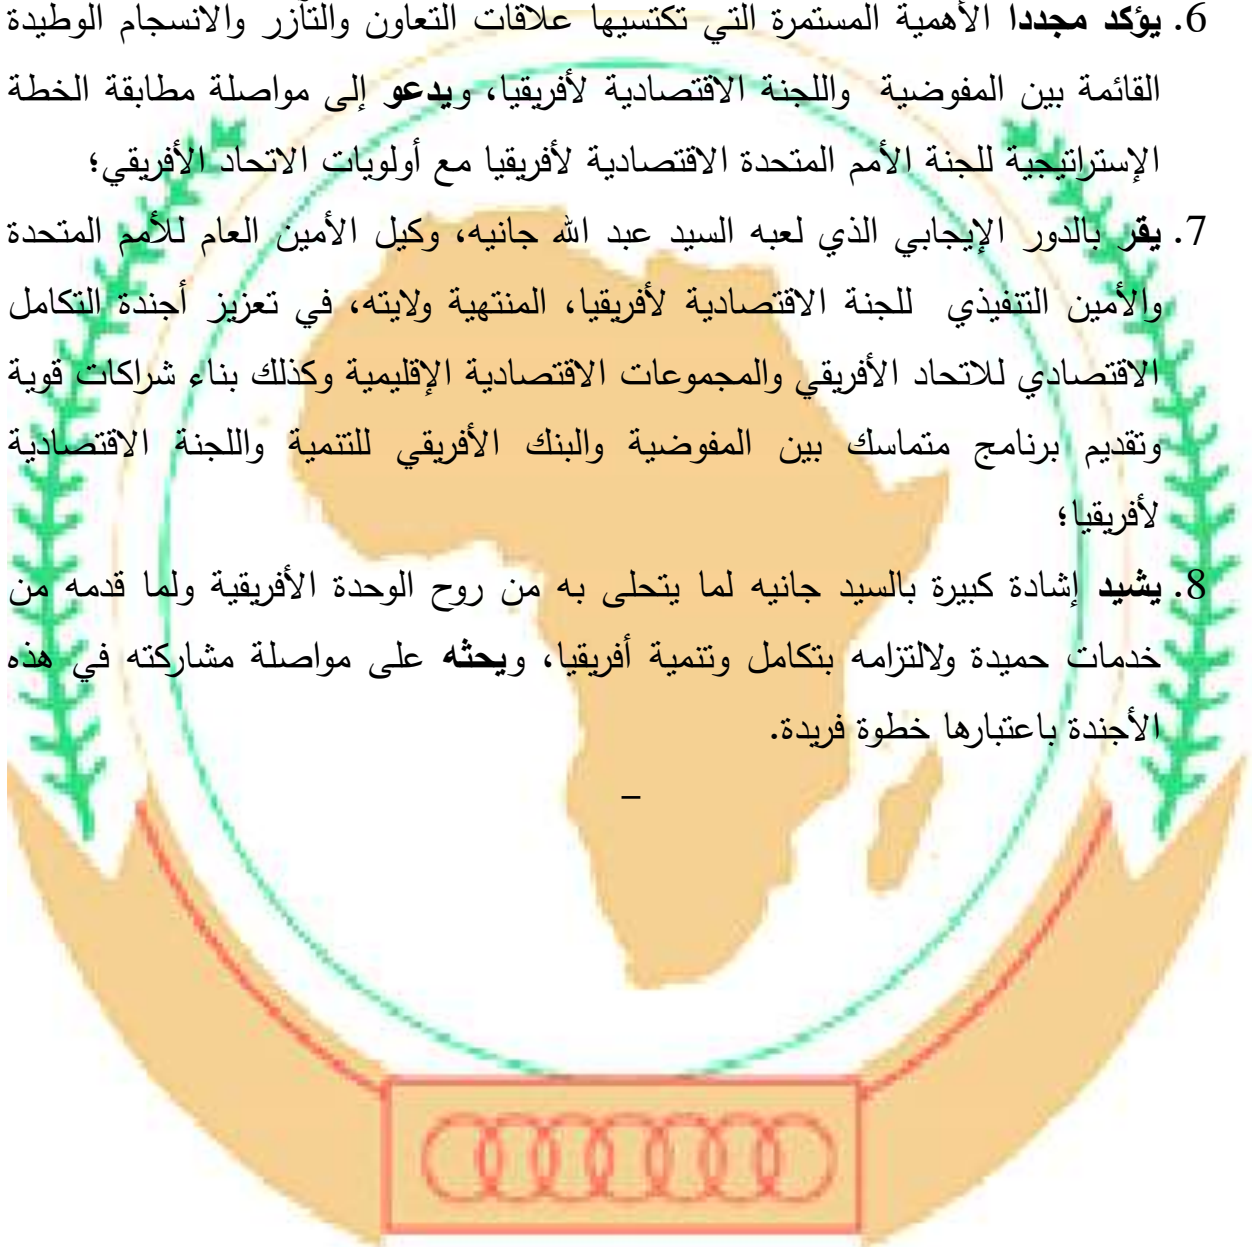 6. يؤكد مجددا الأهمية المستمرة التي تكتسيها علاقات التعاون والتآزر والانسجام الوطيدة
القائمة بين المفوضية واللجنة الاقتصادية لأفريقيا، ويدعو إلى مواصلة مطابقة الخطة
الإستراتيجية للجنة الأمم المتحدة الاقتصادية لأفريقيا مع أولويات الاتحاد الأفريقي؛
7. يقر بالدور الإيجابي الذي لعبه السيد عبد الله جانيه، وكيل الأمين العام للأمم المتحدة
والأمين التنفيذي للجنة الاقتصادية لأفريقيا، المنتهية ولايته، في تعزيز أجندة التكامل
الاقتصادي للاتحاد الأفريقي والمجموعات الاقتصادية الإقليمية وكذلك بناء شراكات قوية
وتقديم برنامج متماسك بين المفوضية والبنك الأفريقي للتنمية واللجنة الاقتصادية
لأفريقيا؛
8. يشيد إشادة كبيرة بالسيد جانيه لما يتحلى به من روح الوحدة الأفريقية ولما قدمه من
خدمات حميدة ولالتزامه بتكامل وتنمية أفريقيا، ويحثه على مواصلة مشاركته في هذه
الأجندة باعتبارها خطوة فريدة.
–